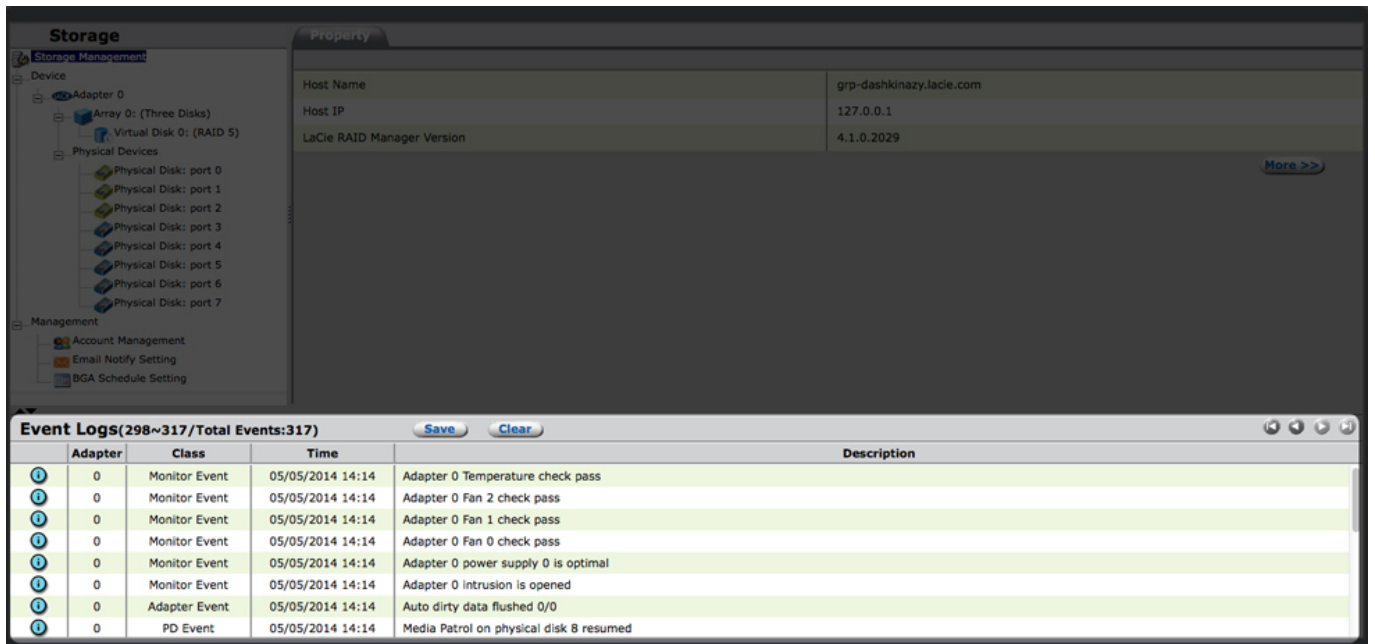 Storage
Property
Storage Management
Device
Adapter 0
Array 0: (Three Disks)
Virtual Disk 0: (RAID 5)
Physical Devices
Physical Disk: port 0
Physical Disk: port 1
Physical Disk: port 2
Physical Disk: port 3
Physical Disk: port 4
Physical Disk: port 5
Physical Disk: port 6
Physical Disk: port 7
Management
Account Management
Email Notify Setting
BGA Schedule Setting
Host Name grp-dashkinazy.lacie.com
Host IP 127.0.0.1
LaCie RAID Manager Version 4.1.0.2029
More >>
Event Logs(298~317/Total Events:317) Save Clear
Adapter Class Time Description
0 Monitor Event 05/05/2014 14:14 Adapter 0 Temperature check pass
0 Monitor Event 05/05/2014 14:14 Adapter 0 Fan 2 check pass
0 Monitor Event 05/05/2014 14:14 Adapter 0 Fan 1 check pass
0 Monitor Event 05/05/2014 14:14 Adapter 0 Fan 0 check pass
0 Monitor Event 05/05/2014 14:14 Adapter 0 power supply 0 is optimal
0 Monitor Event 05/05/2014 14:14 Adapter 0 intrusion is opened
0 Adapter Event 05/05/2014 14:14 Auto dirty data flushed 0/0
0 PD Event 05/05/2014 14:14 Media Patrol on physical disk 8 resumed